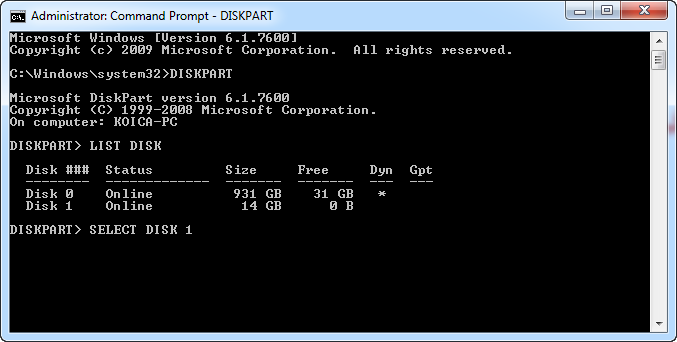 Administrator: Command Prompt - DISKPART
Microsoft Windows [Version 6.1.7600]
Copyright (c) 2009 Microsoft Corporation.  All rights reserved.
C:\Windows\system32>DISKPART
Microsoft DiskPart version 6.1.7600
Copyright (C) 1999-2008 Microsoft Corporation.
On computer: KOICA-PC
DISKPART> LIST DISK
  Disk ###  Status         Size     Free     Dyn  Gpt
  --------  -------------  -------  -------  ---  ---
  Disk 0    Online          931 GB    31 GB   *
  Disk 1    Online           14 GB      0 B
DISKPART> SELECT DISK 1